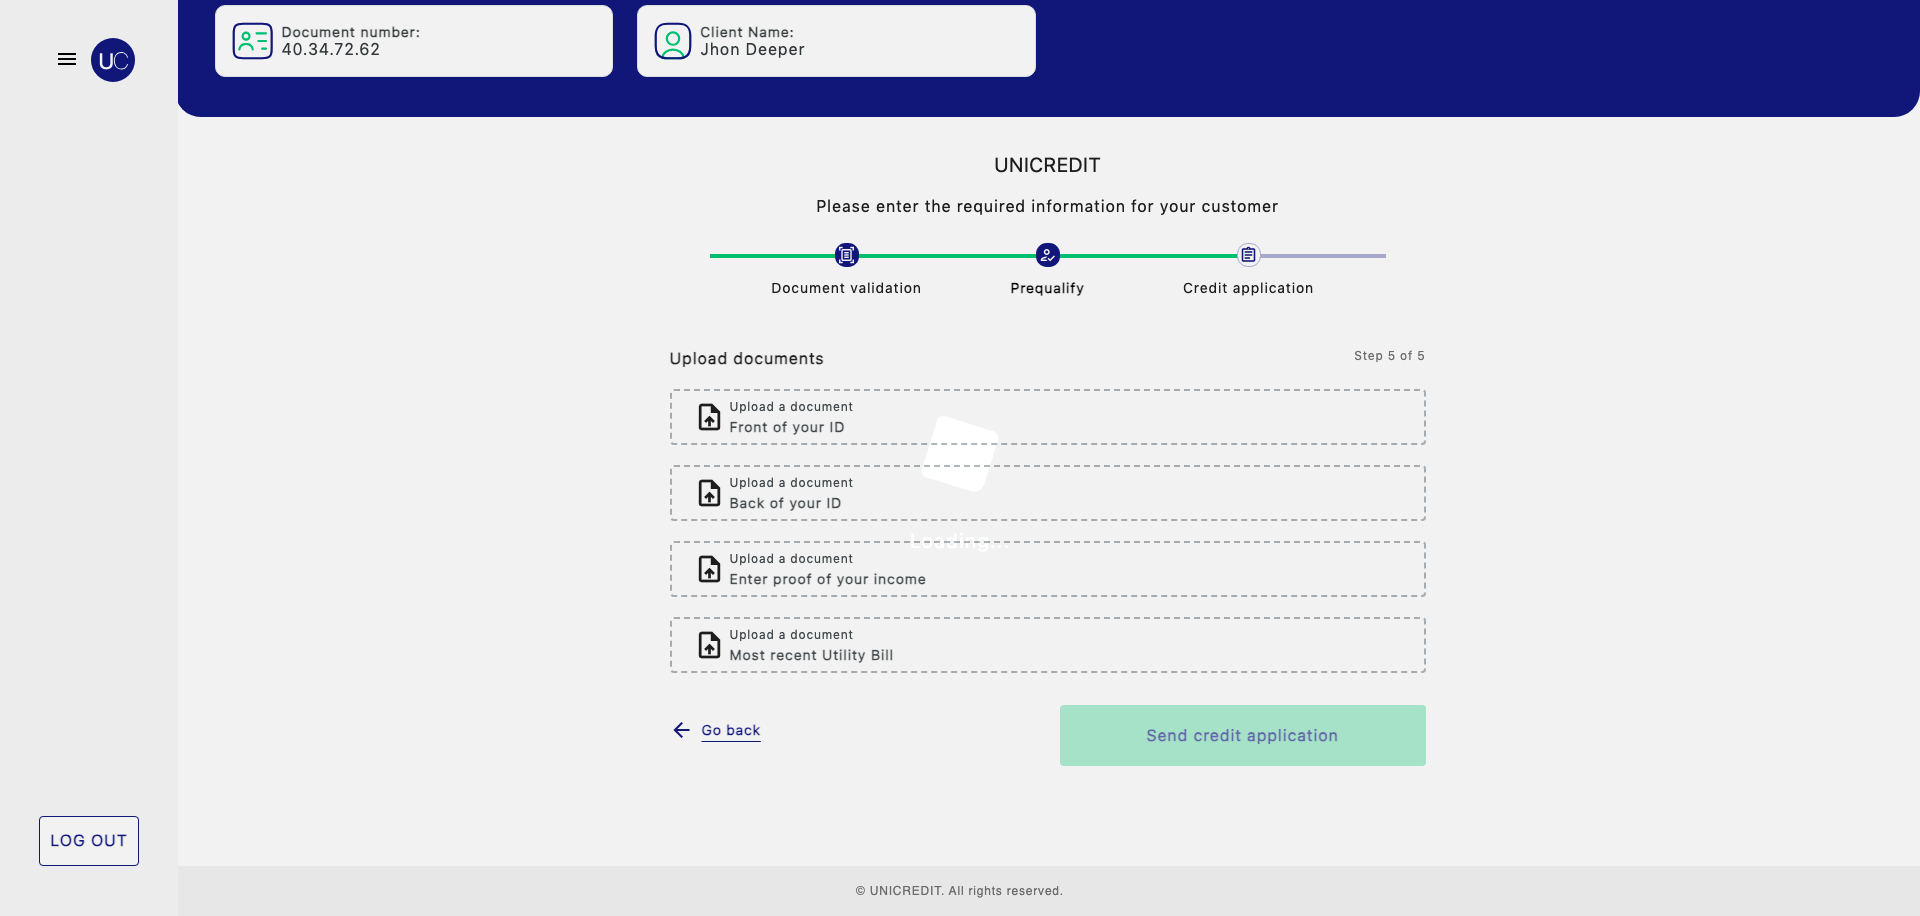 UC
Document number:
40.34.72.62
Client Name:
Jhon Deeper
UNICREDIT
Please enter the required information for your customer
Document validation
Prequalify
Credit application
Upload documents
Step 5 of 5
Upload a document
Front of your ID
Upload a document
Back of your ID
Loading...
Upload a document
Enter proof of your income
Upload a document
Most recent Utility Bill
Go back
Send credit application
LOG OUT
© UNICREDIT. All rights reserved.